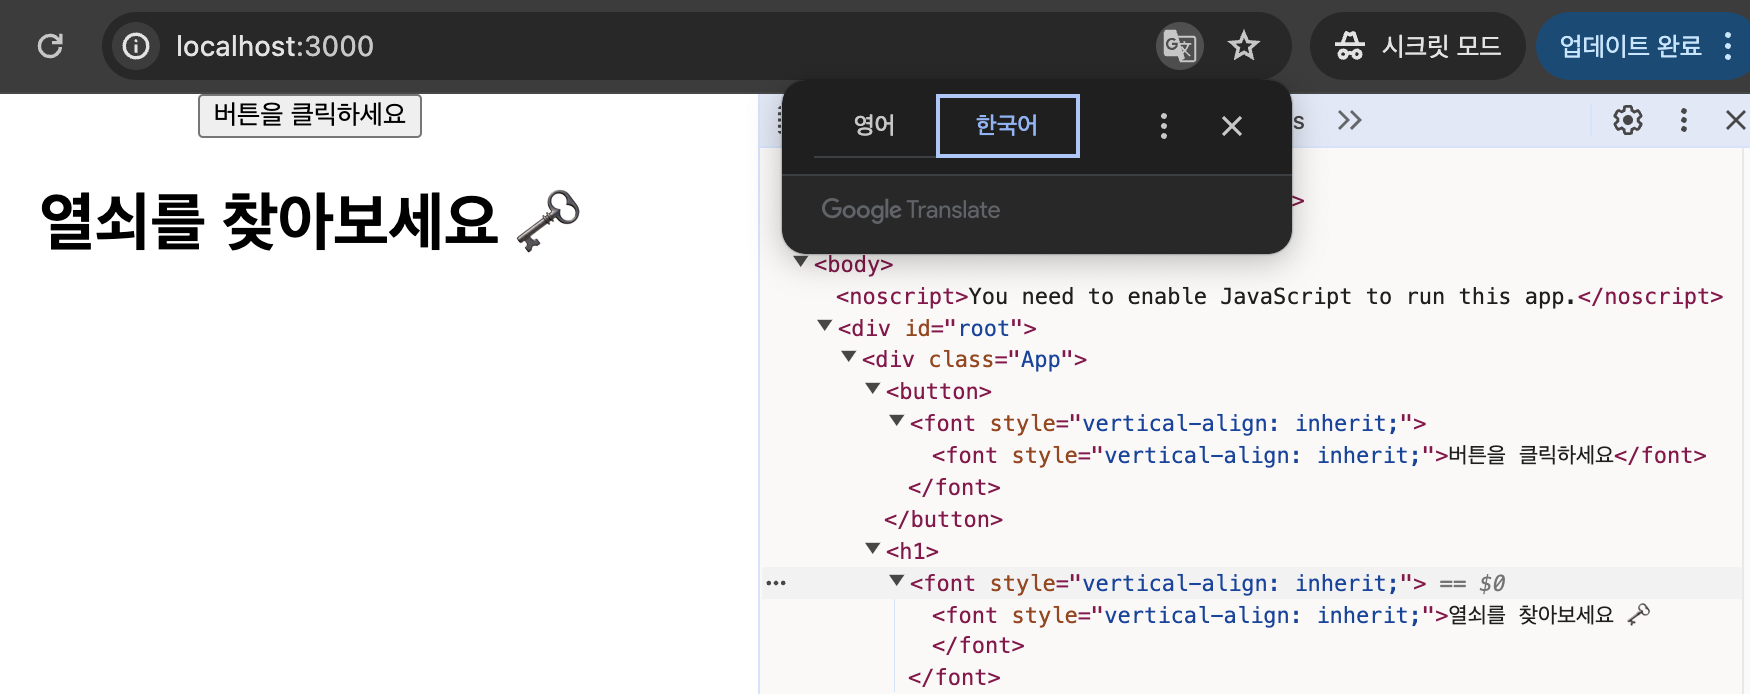 localhost:3000
시크릿 모드
업데이트 완료
버튼을 클릭하세요
영어
한국어
s
Google Translate
열쇠를 찾아보세요 🗝️
>
<body>
<noscript>You need to enable JavaScript to run this app.</noscript>
<div id="root">
<div class="App">
<button>
<font style="vertical-align: inherit;">
<font style="vertical-align: inherit;">버튼을 클릭하세요</font>
</font>
</button>
<h1>
<font style="vertical-align: inherit;"> == $0
<font style="vertical-align: inherit;">열쇠를 찾아보세요 🗝️
</font>
</font>